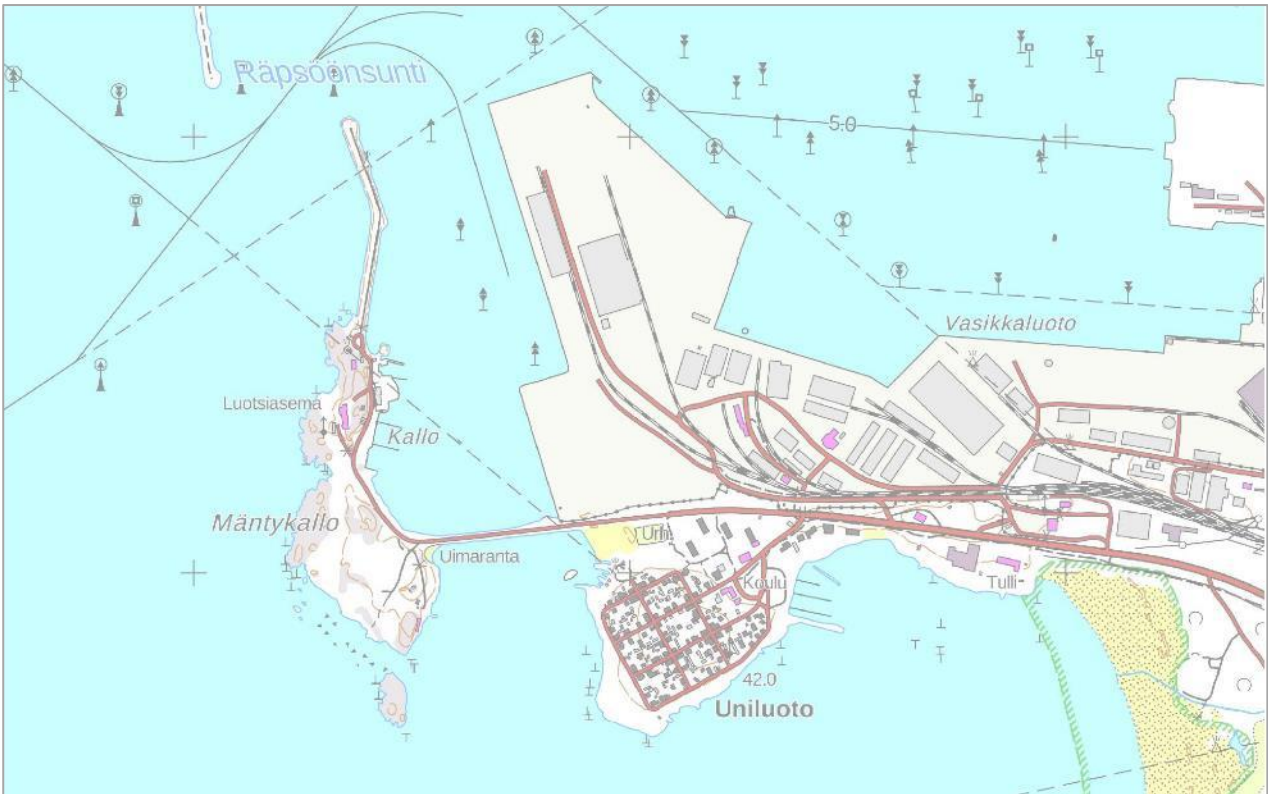 Räpsöönsunti
5.0
Vasikkaluoto
Luotsiasema
Kallo
Mäntykallo
Urh.
Uimaranta
Koulu
Tulli
42.0
Uniluoto